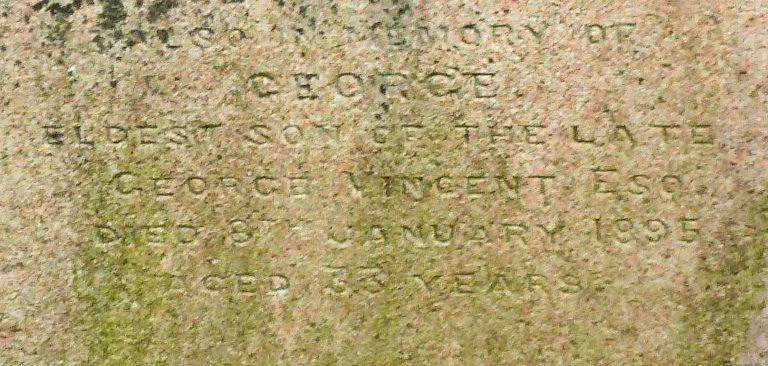 ALSO IN MEMORY OF
GEORGE
ELDEST SON OF THE LATE
GEORGE VINCENT ESQ.
DIED 8TH JANUARY 1895
AGED 33 YEARS.